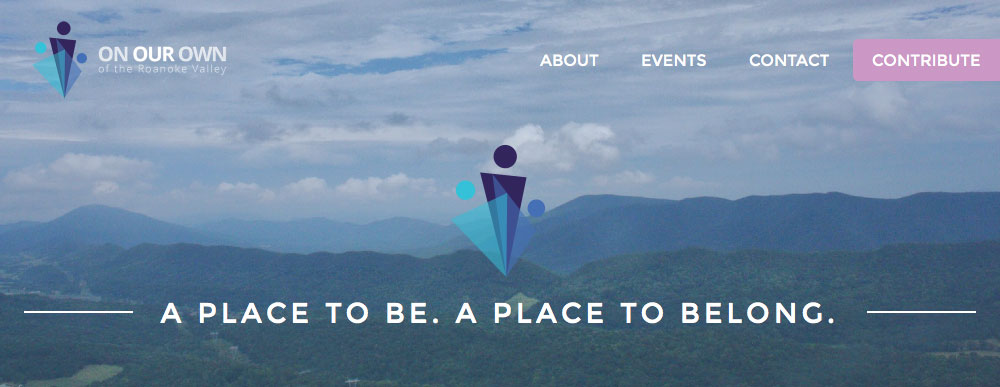 ON OUR OWN
of the Roanoke Valley
ABOUT EVENTS CONTACT CONTRIBUTE
A PLACE TO BE. A PLACE TO BELONG.